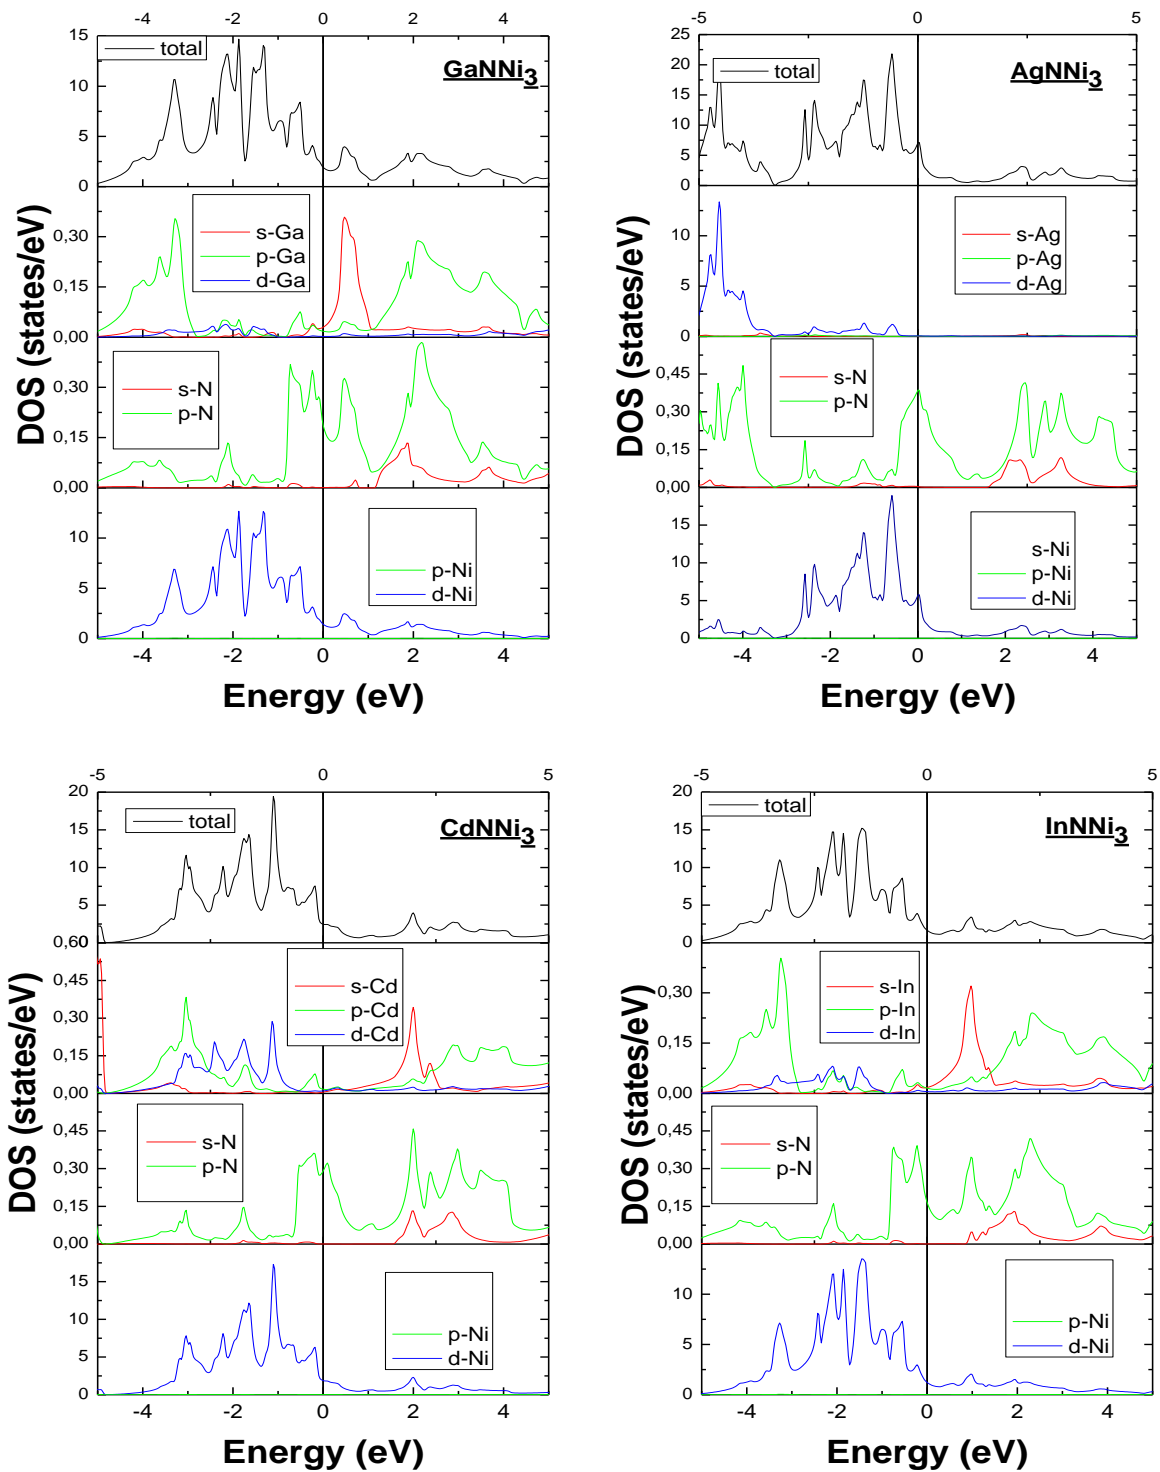 -4 -2 0 2 4
15
10
5
0
total
GaNNi3
0,30
0,15
0,00
s-Ga
p-Ga
d-Ga
0,30
0,15
0,00
s-N
p-N
10
5
0
p-Ni
d-Ni
-4 -2 0 2 4
Energy (eV)
DOS (states/eV)
-5 0 5
25
20
15
10
5
0
total
AgNNi3
10
5
0
s-Ag
p-Ag
d-Ag
0,45
0,30
0,15
0,00
s-N
p-N
15
10
5
0
s-Ni
p-Ni
d-Ni
-4 -2 0 2 4
Energy (eV)
DOS (states/eV)
-5 0 5
20
15
10
5
0
total
CdNNi3
0,60
0,45
0,30
0,15
0,00
s-Cd
p-Cd
d-Cd
0,45
0,30
0,15
0,00
s-N
p-N
15
10
5
0
p-Ni
d-Ni
-4 -2 0 2 4
Energy (eV)
DOS (states/eV)
-5 0 5
20
15
10
5
0
total
InNNi3
0,30
0,15
0,00
s-In
p-In
d-In
0,45
0,30
0,15
0,00
s-N
p-N
10
5
0
p-Ni
d-Ni
-4 -2 0 2 4
Energy (eV)
DOS (states/eV)